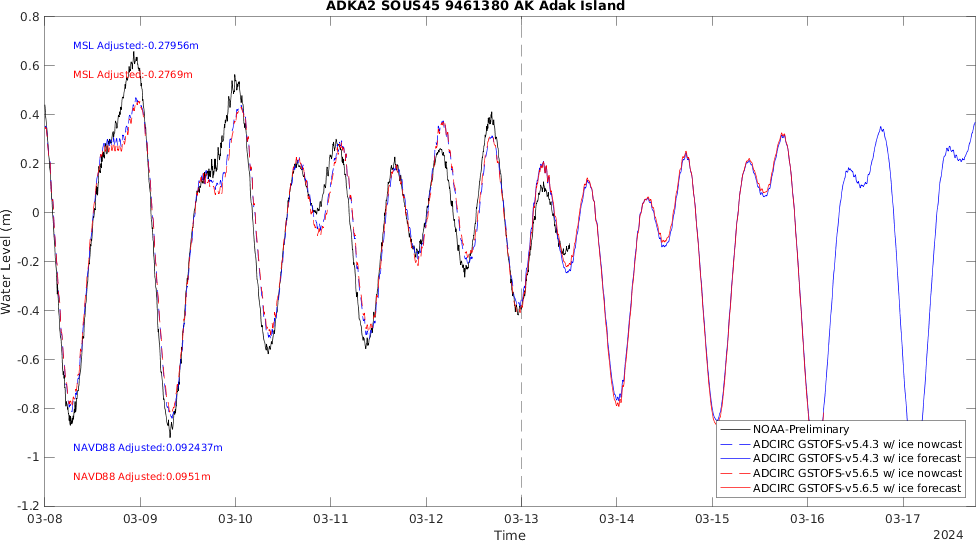 ADKA2 SOUS45 9461380 AK Adak Island
0.8
0.6
0.4
0.2
0
-0.2
-0.4
-0.6
-0.8
-1
-1.2
Water Level (m)
MSL Adjusted:-0.27956m
MSL Adjusted:-0.2769m
NAVD88 Adjusted:0.092437m
NAVD88 Adjusted:0.0951m
NOAA-Preliminary
ADCIRC GSTOFS-v5.4.3 w/ ice nowcast
ADCIRC GSTOFS-v5.4.3 w/ ice forecast
ADCIRC GSTOFS-v5.6.5 w/ ice nowcast
ADCIRC GSTOFS-v5.6.5 w/ ice forecast
03-08 03-09 03-10 03-11 03-12 03-13 03-14 03-15 03-16 03-17
Time
2024